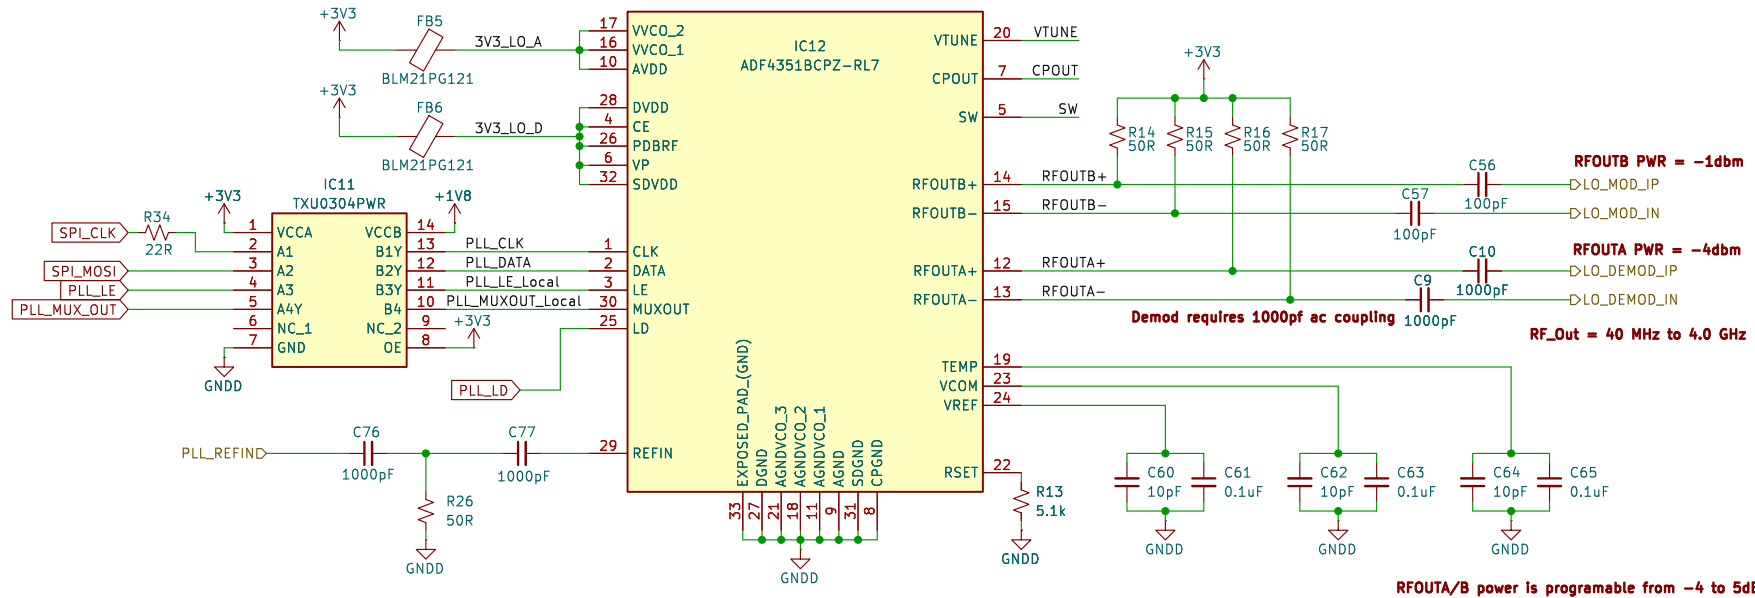 +3V3
FB5
BLM21PG121
3V3_LO_A
+3V3
FB6
BLM21PG121
3V3_LO_D
IC12
ADF4351BCPZ-RL7
17 VVCO_2
16 VVCO_1
10 AVDD
28 DVDD
4 CE
26 PDBRF
6 VP
32 SDVDD
1 CLK
2 DATA
3 LE
30 MUXOUT
25 LD
29 REFIN
VTUNE 20 VTUNE
CPOUT 7 CPOUT
SW 5 SW
RFOUTB+ 14 RFOUTB+
RFOUTB- 15 RFOUTB-
RFOUTA+ 12 RFOUTA+
RFOUTA- 13 RFOUTA-
TEMP 19
VCOM 23
VREF 24
RSET 22
EXPOSED_PAD_(GND) 33
DGND 27
AGNDVCO_3 21
AGNDVCO_2 18
AGNDVCO_1 11
AGND 9
SDGND 31
CPGND 8
GNDD
IC11
TXU0304PWR
+3V3
+1V8
1 VCCA
2 A1
3 A2
4 A3
5 A4Y
6 NC_1
7 GND
VCCB 14
B1Y 13
B2Y 12
B3Y 11
B4 10
NC_2 9
OE 8
SPI_CLK
R34
22R
SPI_MOSI
PLL_LE
PLL_MUX_OUT
GNDD
PLL_CLK
PLL_DATA
PLL_LE_Local
PLL_MUXOUT_Local
+3V3
PLL_LD
PLL_REFIN
C76
1000pF
C77
1000pF
R26
50R
GNDD
+3V3
R14
50R
R15
50R
R16
50R
R17
50R
RFOUTB PWR = -1dbm
C56
100pF
LO_MOD_IP
C57
100pF
LO_MOD_IN
RFOUTA PWR = -4dbm
C10
1000pF
LO_DEMOD_IP
C9
1000pF
LO_DEMOD_IN
Demod requires 1000pf ac coupling
RF_Out = 40 MHz to 4.0 GHz
R13
5.1k
GNDD
C60
10pF
C61
0.1uF
GNDD
C62
10pF
C63
0.1uF
GNDD
C64
10pF
C65
0.1uF
GNDD
RFOUTA/B power is programable from -4 to 5dB